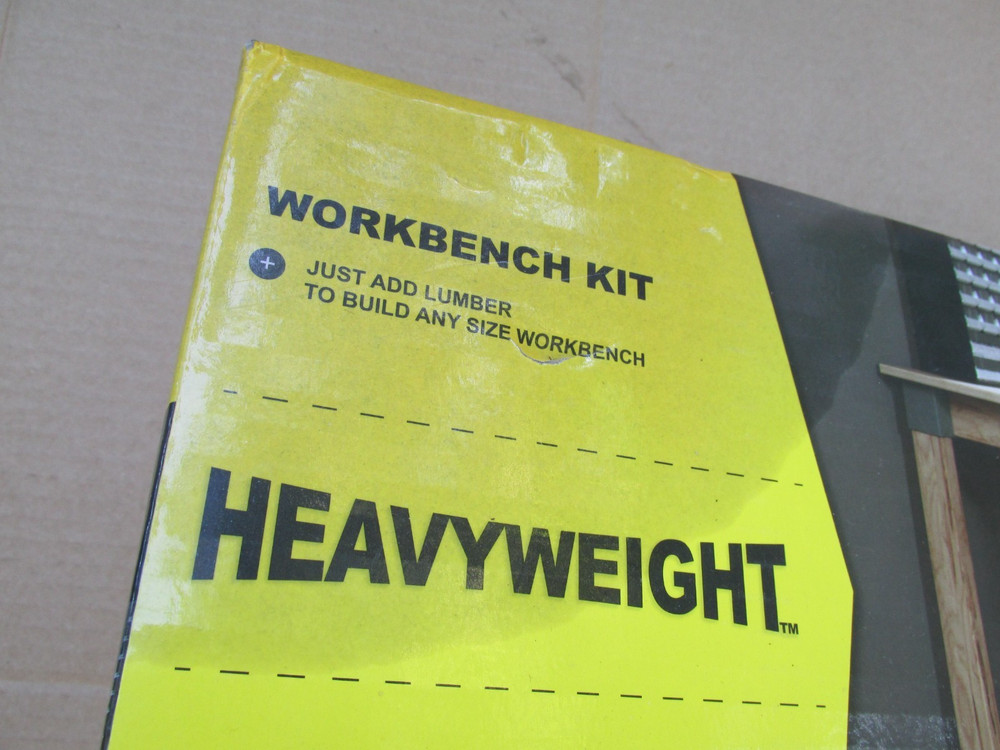 WORKBENCH KIT
+ JUST ADD LUMBER
TO BUILD ANY SIZE WORKBENCH
HEAVYWEIGHT™